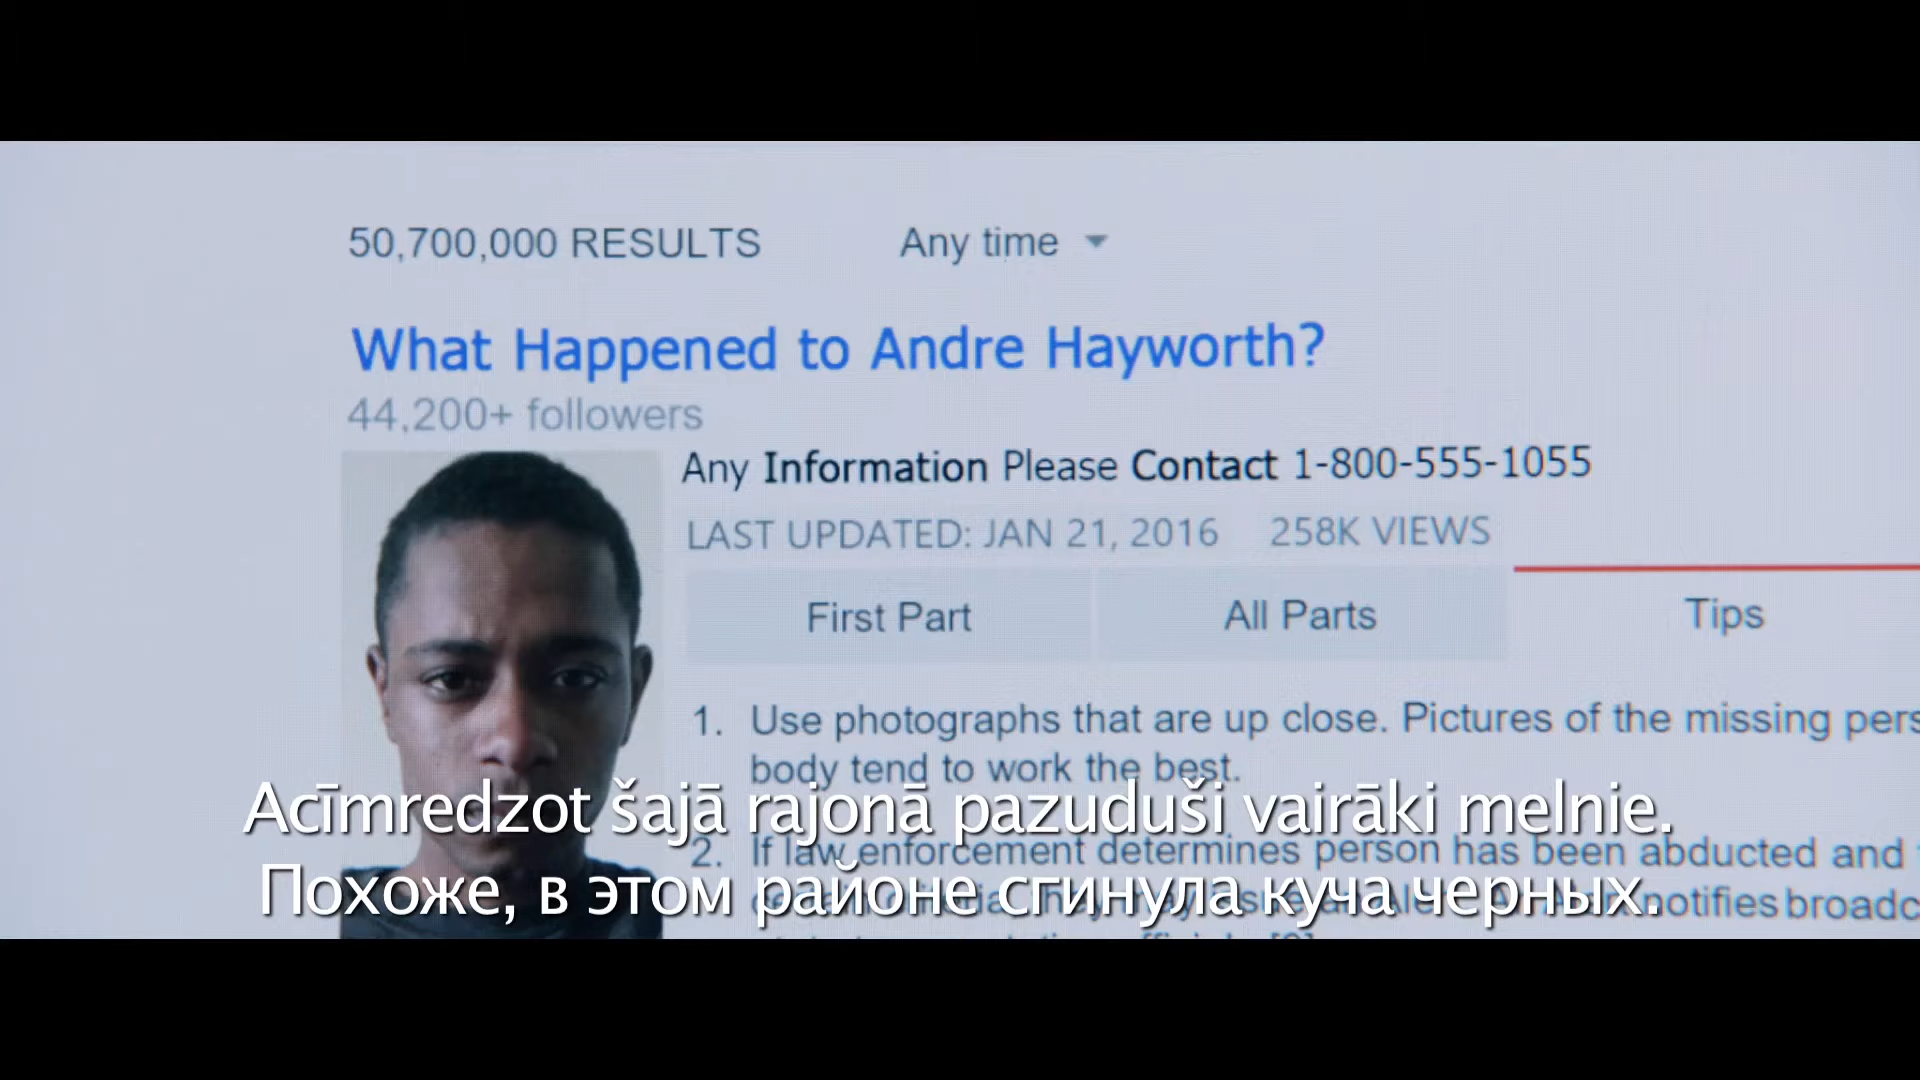 50,700,000 RESULTS Any time
What Happened to Andre Hayworth?
44,200+ followers
Any Information Please Contact 1-800-555-1055
LAST UPDATED: JAN 21, 2016 258K VIEWS
First Part All Parts Tips
1. Use photographs that are up close. Pictures of the missing pers
body tend to work the best.
Acīmredzot šajā rajonā pazuduši vairāki melnie.
2. If law enforcement determines person has been abducted and
Похоже, в этом районе сгинула куча черных.
notifies broadc